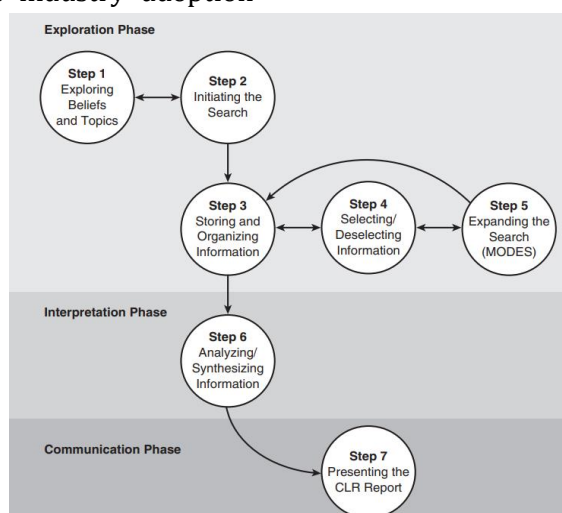 industry adoption
Exploration Phase
Step 1
Exploring
Beliefs
and Topics
Step 2
Initiating the
Search
Step 3
Storing and
Organizing
Information
Step 4
Selecting/
Deselecting
Information
Step 5
Expanding the
Search
(MODES)
Interpretation Phase
Step 6
Analyzing/
Synthesizing
Information
Communication Phase
Step 7
Presenting the
CLR Report